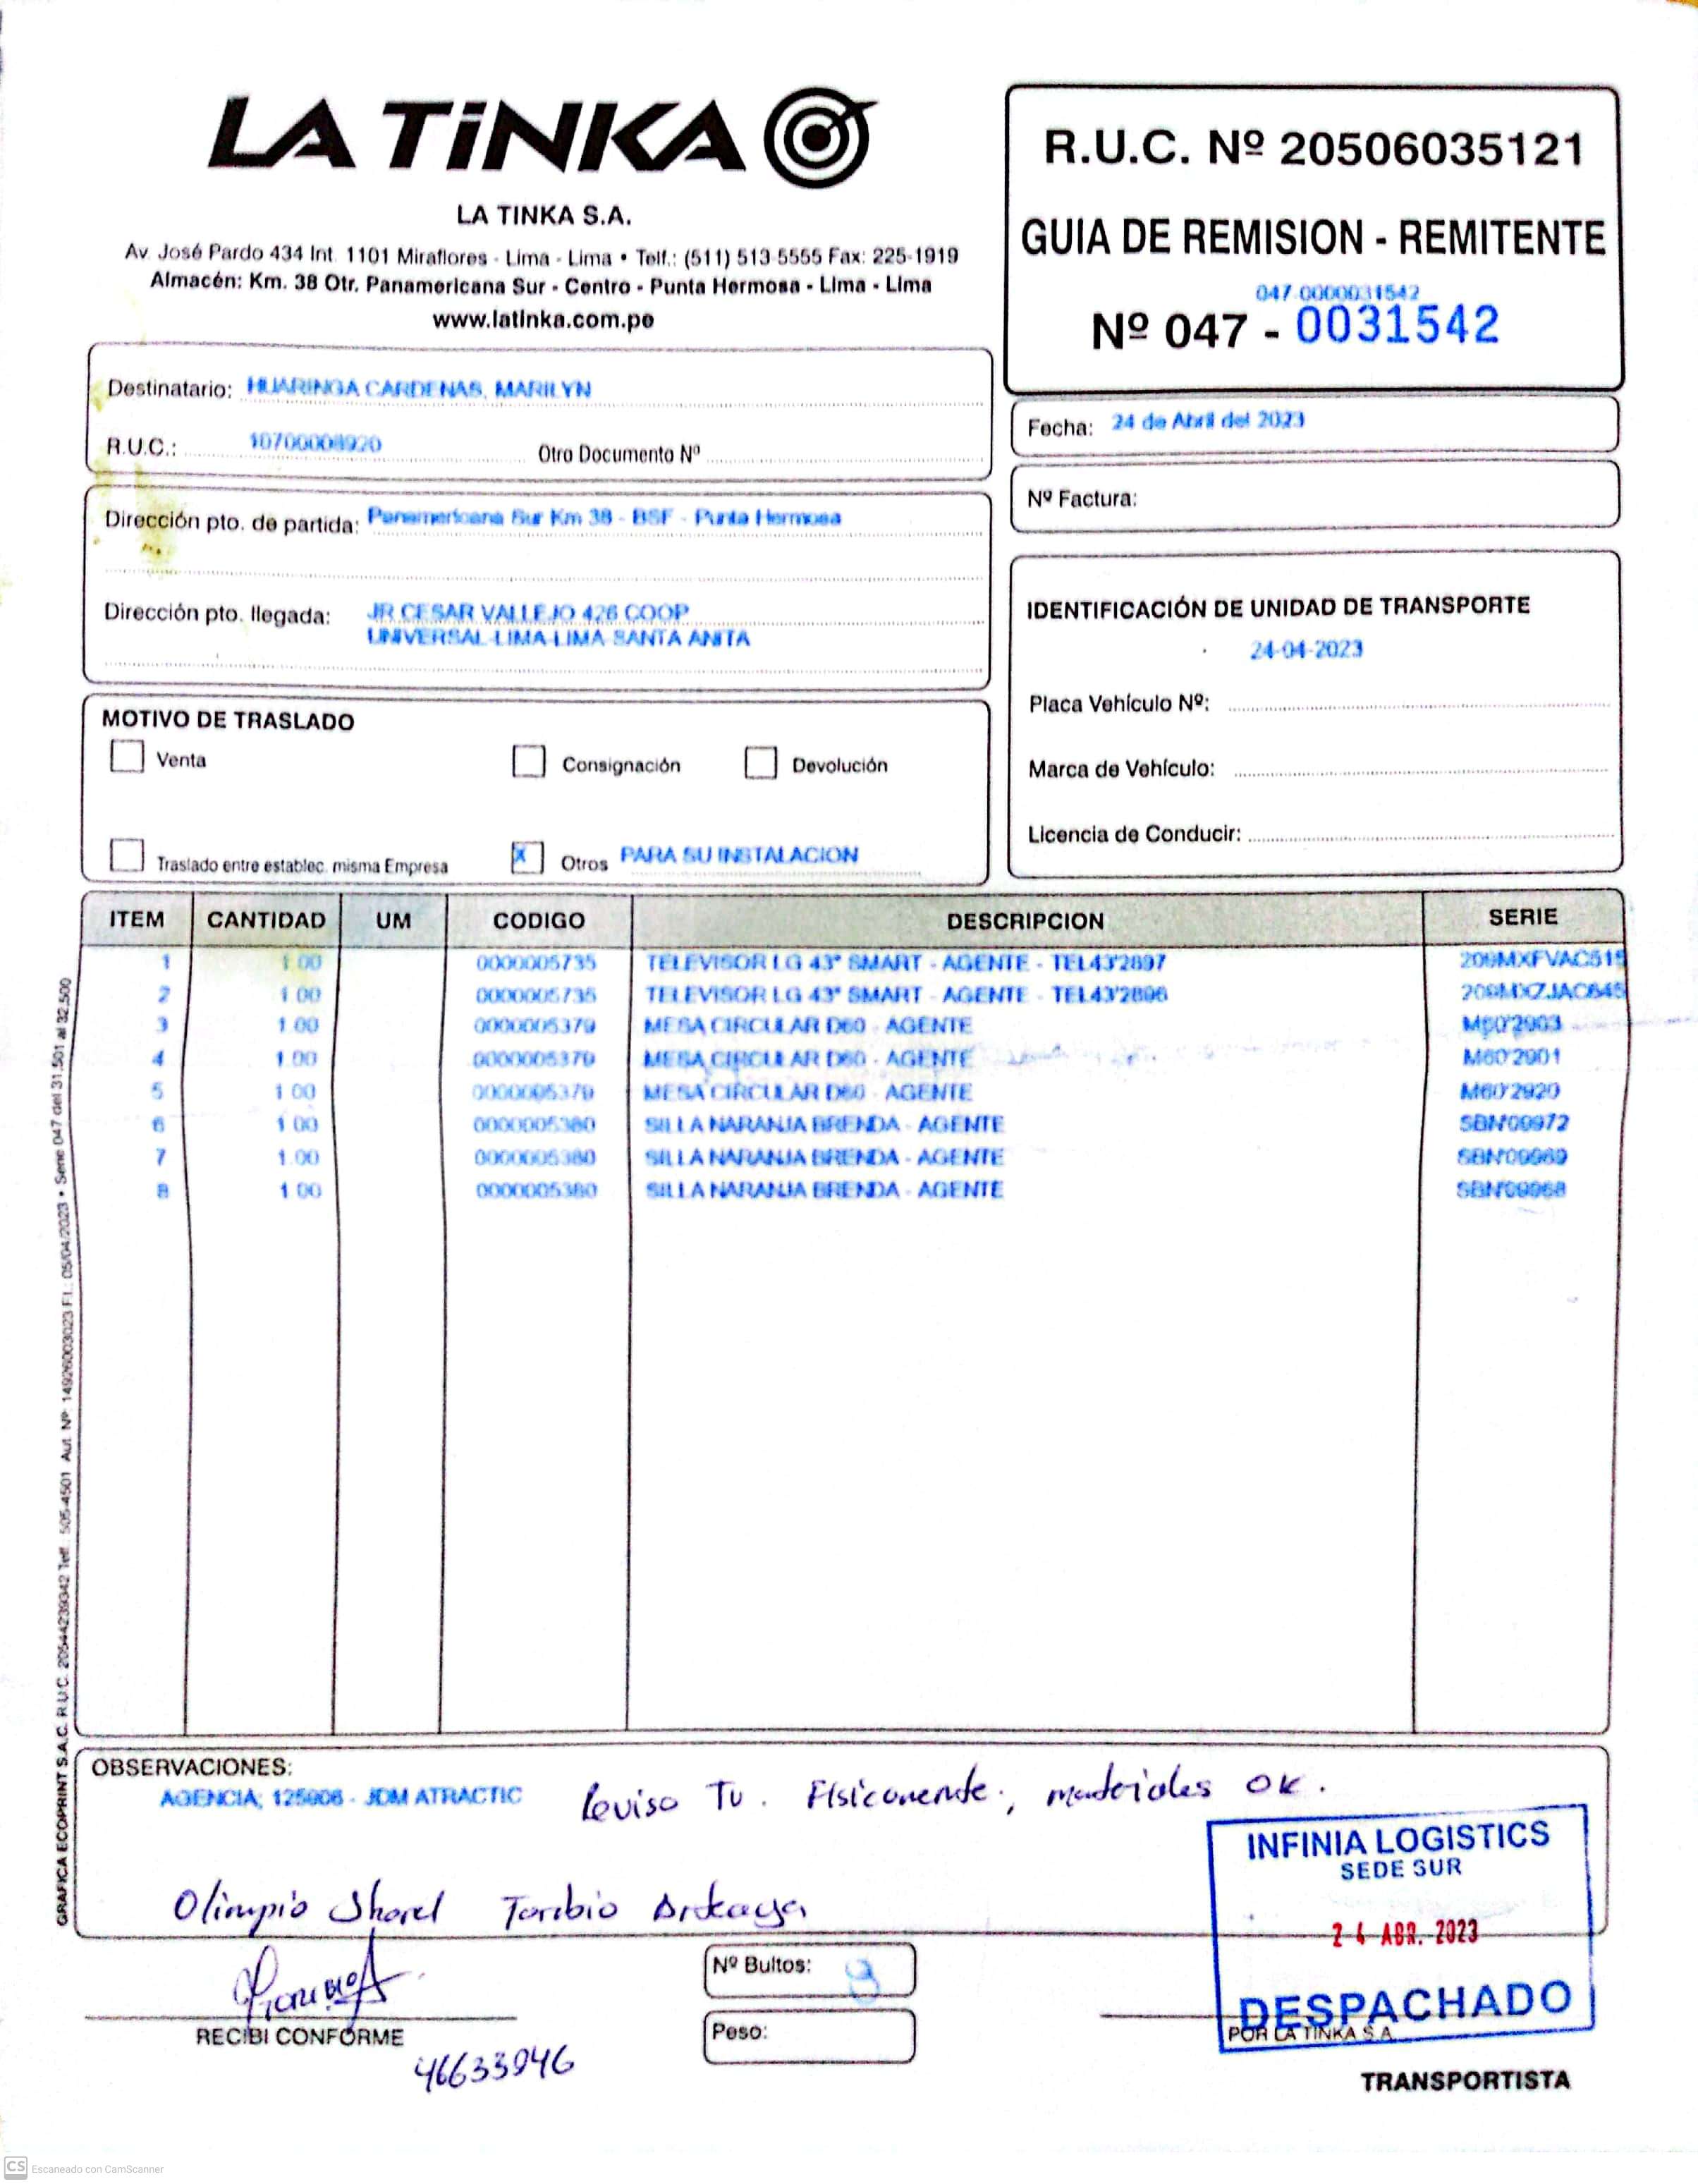 LA TiNKA
LA TINKA S.A.
Av. José Pardo 434 Int. 1101 Miraflores - Lima - Lima • Telf.: (511) 513-5555 Fax: 225-1919
Almacén: Km. 38 Otr. Panamericana Sur - Centro - Punta Hermosa - Lima - Lima
www.latinka.com.pe
R.U.C. Nº 20506035121
GUIA DE REMISION - REMITENTE
047-0000031542
Nº 047 - 0031542
Destinatario: HUARINGA CARDENAS, MARILYN
R.U.C.: 10700008920 Otro Documento Nº
Fecha: 24 de Abril del 2023
Nº Factura:
Dirección pto. de partida: Panamericana Sur Km 38 - BSF - Punta Hermosa
Dirección pto. llegada: JR CESAR VALLEJO 426 COOP
UNIVERSAL-LIMA-LIMA-SANTA ANITA
IDENTIFICACIÓN DE UNIDAD DE TRANSPORTE
24-04-2023
Placa Vehículo Nº:
Marca de Vehículo:
Licencia de Conducir:
MOTIVO DE TRASLADO
Venta Consignación Devolución
Traslado entre establec. misma Empresa X Otros PARA SU INSTALACION
ITEM CANTIDAD UM CODIGO DESCRIPCION SERIE
1 1.00 0000005735 TELEVISOR LG 43" SMART - AGENTE - TEL43'2897 209MXFVAC515
2 1.00 0000005735 TELEVISOR LG 43" SMART - AGENTE - TEL43'2896 209MXZJAC645
3 1.00 0000005379 MESA CIRCULAR D60 - AGENTE M60'2903
4 1.00 0000005379 MESA CIRCULAR D60 - AGENTE M60'2901
5 1.00 0000005379 MESA CIRCULAR D60 - AGENTE M60'2920
6 1.00 0000005380 SILLA NARANJA BRENDA - AGENTE SBN'09972
7 1.00 0000005380 SILLA NARANJA BRENDA - AGENTE SBN'09969
8 1.00 0000005380 SILLA NARANJA BRENDA - AGENTE SBN'09968
GRAFICA ECOPRINT S.A.C. R.U.C. 20544239342 Telf.: 505-4501 Aut. Nº 14926003023 F.I.: 05/04/2023 • Serie 047 del 31,501 al 32,500
OBSERVACIONES:
AGENCIA; 125906 - JDM ATRACTIC
Reviso Tv. Fisicamente, materiales OK.
Olimpio Shorel Toribio
INFINIA LOGISTICS
SEDE SUR
24 ABR. 2023
DESPACHADO
RECIBI CONFORME
46633946
Nº Bultos:
Peso:
POR LA TINKA S.A.
TRANSPORTISTA
CS Escaneado con CamScanner